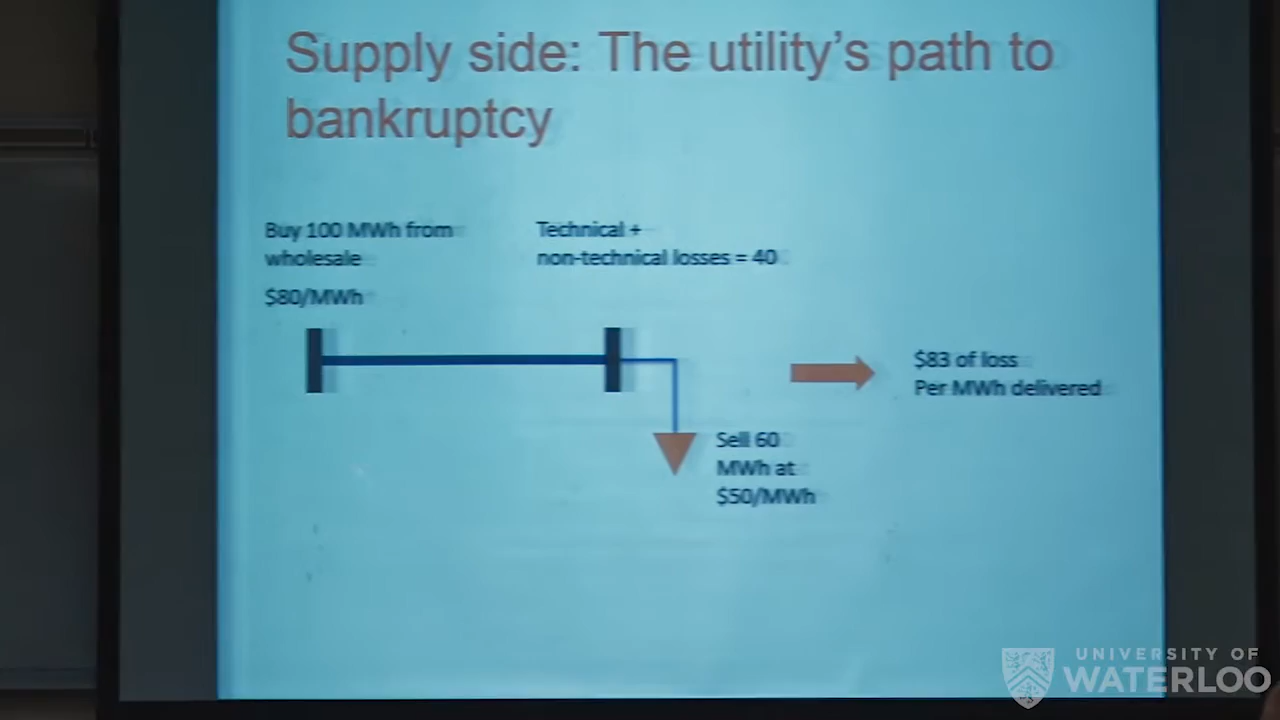 Supply side: The utility's path to
bankruptcy
Buy 100 MWh from
wholesale
$80/MWh
Technical +
non-technical losses = 40
$83 of loss
Per MWh delivered
Sell 60
MWh at
$50/MWh
UNIVERSITY OF
WATERLOO